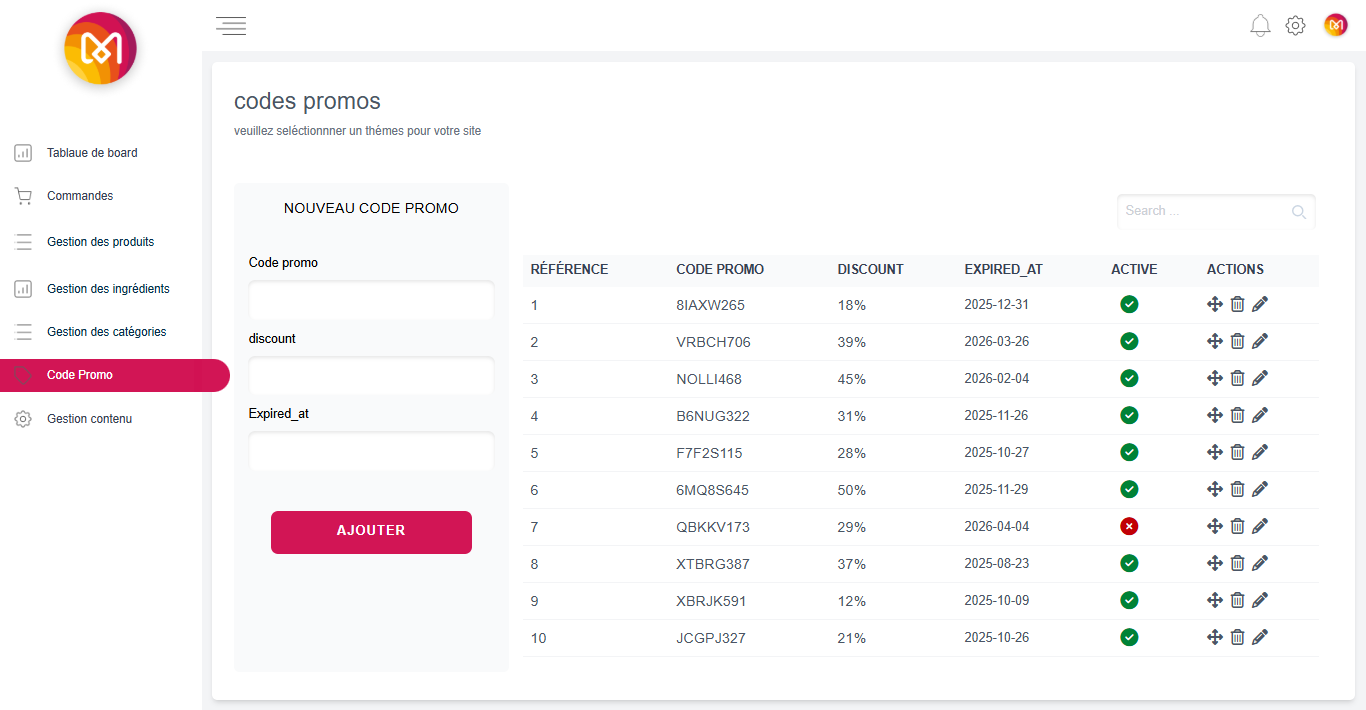 codes promos
veuillez seléctionnner un thémes pour votre site
Tablaue de board
Commandes
Gestion des produits
Gestion des ingrédients
Gestion des catégories
Code Promo
Gestion contenu
NOUVEAU CODE PROMO
Code promo
discount
Expired_at
AJOUTER
Search ...
RÉFÉRENCE CODE PROMO DISCOUNT EXPIRED_AT ACTIVE ACTIONS
1 8IAXW265 18% 2025-12-31
2 VRBCH706 39% 2026-03-26
3 NOLLI468 45% 2026-02-04
4 B6NUG322 31% 2025-11-26
5 F7F2S115 28% 2025-10-27
6 6MQ8S645 50% 2025-11-29
7 QBKKV173 29% 2026-04-04
8 XTBRG387 37% 2025-08-23
9 XBRJK591 12% 2025-10-09
10 JCGPJ327 21% 2025-10-26